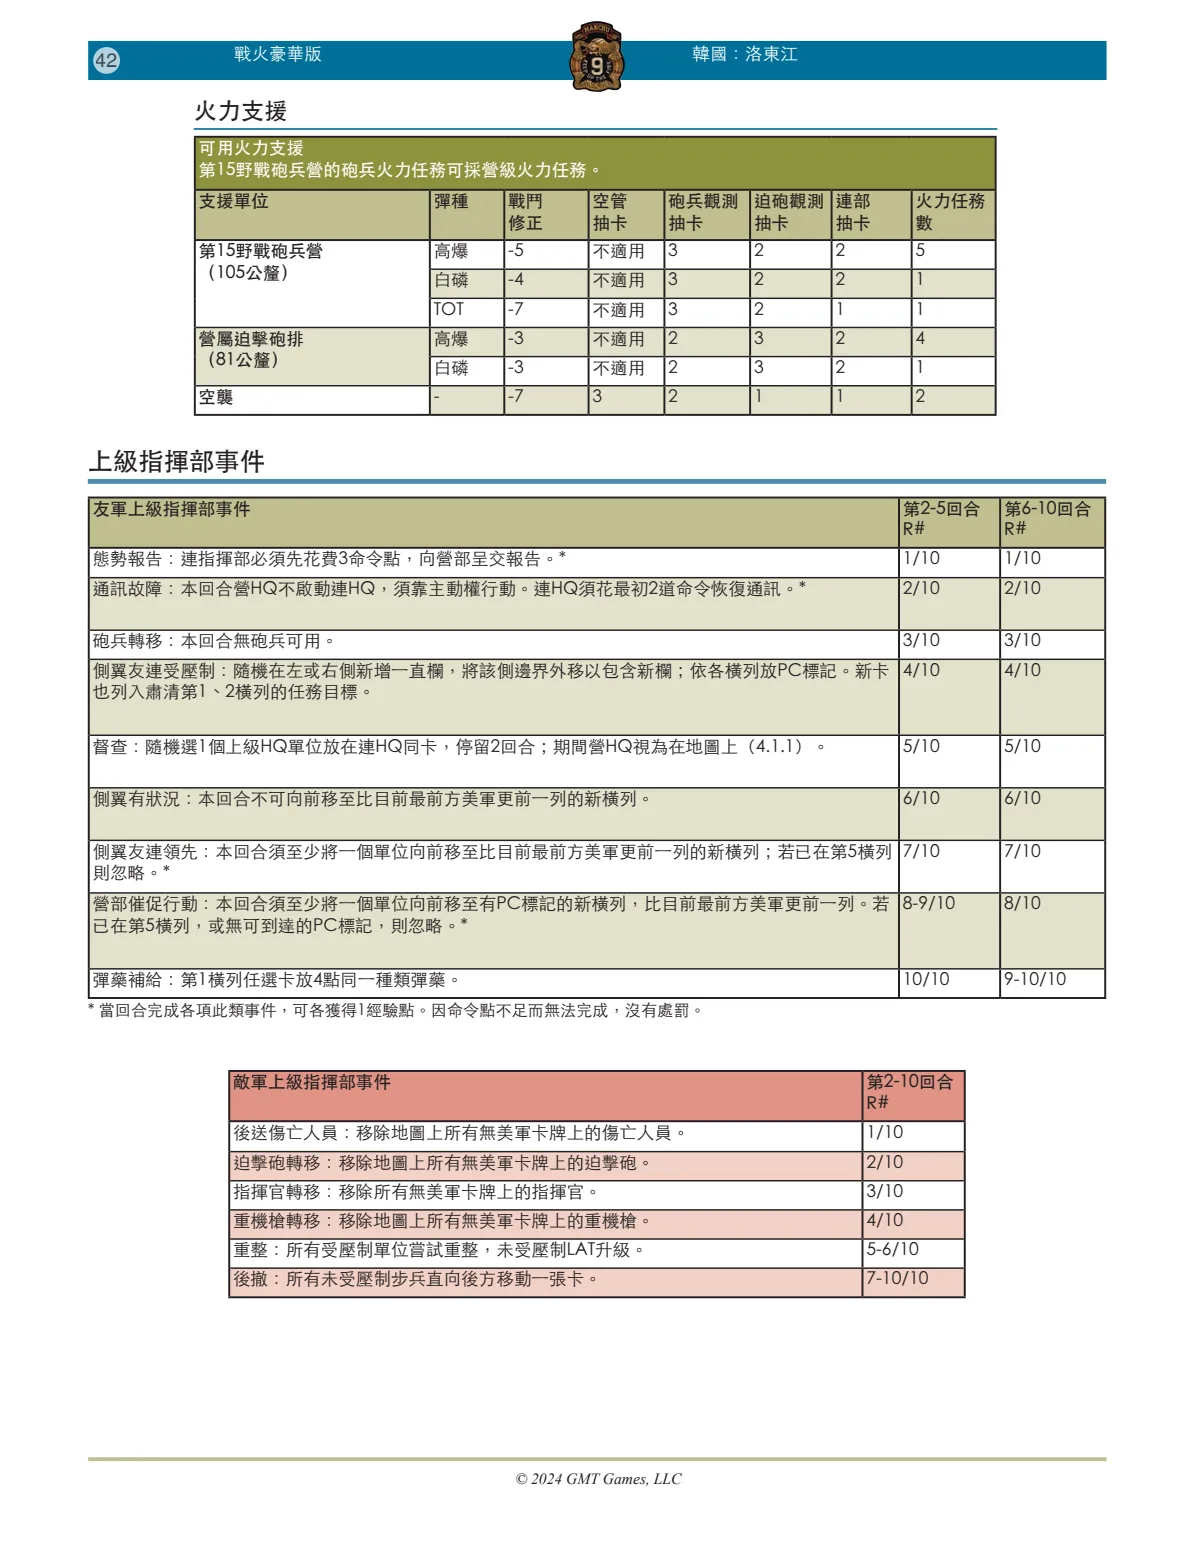 42
戰火豪華版
MANCHU
9
韓國：洛東江
火力支援
可用火力支援
第15野戰砲兵營的砲兵火力任務可採營級火力任務。
支援單位 彈種 戰鬥修正 空管抽卡 砲兵觀測抽卡 迫砲觀測抽卡 連部抽卡 火力任務數
第15野戰砲兵營 高爆 -5 不適用 3 2 2 5
（105公釐）
白磷 -4 不適用 3 2 2 1
TOT -7 不適用 3 2 1 1
營屬迫擊砲排 高爆 -3 不適用 2 3 2 4
（81公釐）
白磷 -3 不適用 2 3 2 1
空襲 - -7 3 2 1 1 2
上級指揮部事件
友軍上級指揮部事件 第2-5回合 R# 第6-10回合 R#
態勢報告：連指揮部必須先花費3命令點，向營部呈交報告。* 1/10 1/10
通訊故障：本回合營HQ不啟動連HQ，須靠主動權行動。連HQ須花最初2道命令恢復通訊。* 2/10 2/10
砲兵轉移：本回合無砲兵可用。 3/10 3/10
側翼友連受壓制：隨機在左或右側新增一直欄，將該側邊界外移以包含新欄；依各橫列放PC標記。新卡 4/10 4/10
也列入肅清第1、2橫列的任務目標。
督查：隨機選1個上級HQ單位放在連HQ同卡，停留2回合；期間營HQ視為在地圖上（4.1.1）。 5/10 5/10
側翼有狀況：本回合不可向前移至比目前最前方美軍更前一列的新橫列。 6/10 6/10
側翼友連領先：本回合須至少將一個單位向前移至比目前最前方美軍更前一列的新橫列；若已在第5橫列 7/10 7/10
則忽略。*
營部催促行動：本回合須至少將一個單位向前移至有PC標記的新橫列，比目前最前方美軍更前一列。若 8-9/10 8/10
已在第5橫列，或無可到達的PC標記，則忽略。*
彈藥補給：第1橫列任選卡放4點同一種類彈藥。 10/10 9-10/10
* 當回合完成各項此類事件，可各獲得1經驗點。因命令點不足而無法完成，沒有處罰。
敵軍上級指揮部事件 第2-10回合 R#
後送傷亡人員：移除地圖上所有無美軍卡牌上的傷亡人員。 1/10
迫擊砲轉移：移除地圖上所有無美軍卡牌上的迫擊砲。 2/10
指揮官轉移：移除所有無美軍卡牌上的指揮官。 3/10
重機槍轉移：移除地圖上所有無美軍卡牌上的重機槍。 4/10
重整：所有受壓制單位嘗試重整，未受壓制LAT升級。 5-6/10
後撤：所有未受壓制步兵直向後方移動一張卡。 7-10/10
© 2024 GMT Games, LLC